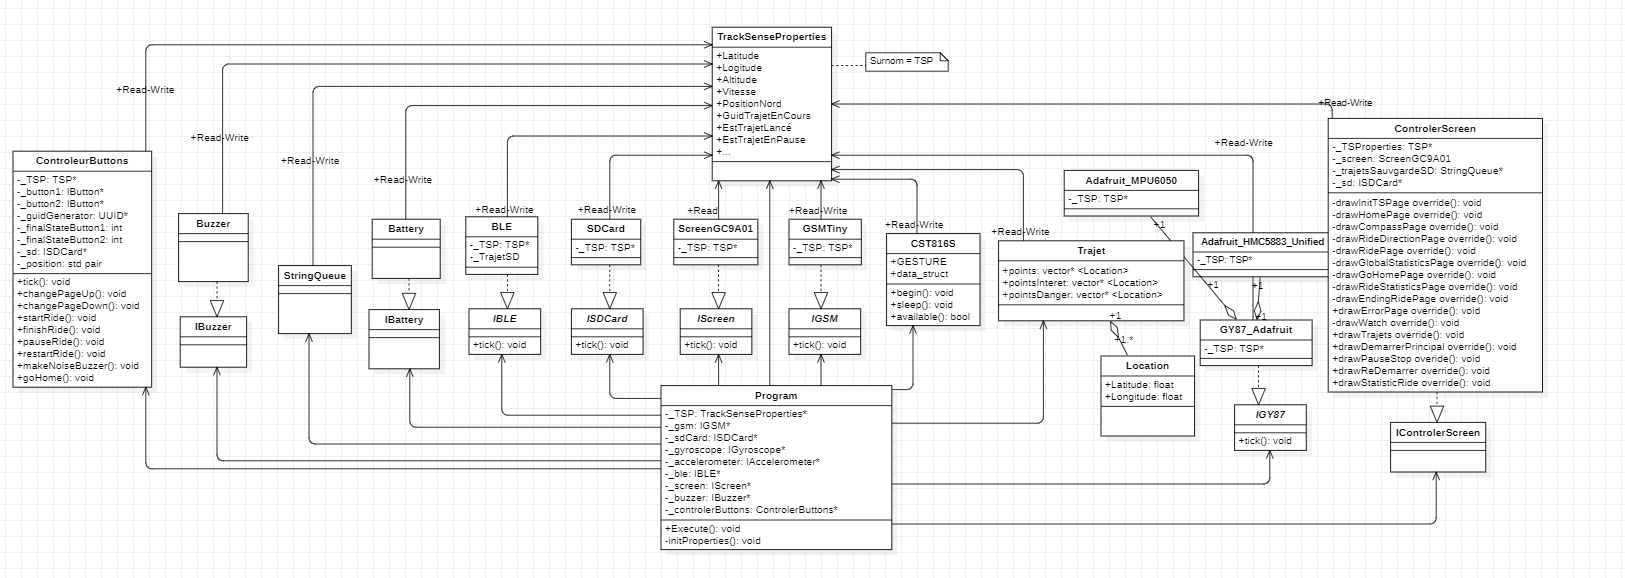 TrackSenseProperties
+Latitude
+Logitude
+Altitude
+Vitesse
+PositionNord
+GuidTrajetEnCours
+EstTrajetLancé
+EstTrajetEnPause
+...
Surnom = TSP
+Read-Write
+Read-Write
+Read-Write
+Read-Write
+Read-Write
+Read-Write
+Read
+Read-Write
+Read-Write
+Read-Write
+Read-Write
ControleurButtons
-_TSP: TSP*
-_button1: IButton*
-_button2: IButton*
-_guidGenerator: UUID*
-_finalStateButton1: int
-_finalStateButton2: int
-_sd: ISDCard*
-_position: std pair
+tick(): void
+changePageUp(): void
+changePageDown(): void
+startRide(): void
+finishRide(): void
+pauseRide(): void
+restartRide(): void
+makeNoiseBuzzer(): void
+goHome(): void
Buzzer
IBuzzer
StringQueue
Battery
IBattery
BLE
-_TSP: TSP*
-_TrajetSD
IBLE
+tick(): void
SDCard
-_TSP: TSP*
ISDCard
+tick(): void
ScreenGC9A01
-_TSP: TSP*
IScreen
+tick(): void
GSMTiny
-_TSP: TSP*
IGSM
+tick(): void
CST816S
+GESTURE
+data_struct
+begin(): void
+sleep(): void
+available(): bool
Trajet
+points: vector* <Location>
+pointsInteret: vector* <Location>
+pointsDanger: vector* <Location>
+1
+1.*
Location
+Latitude: float
+Longitude: float
Adafruit_MPU6050
-_TSP: TSP*
+1
Adafruit_HMC5883_Unified
-_TSP: TSP*
+1
+1
+1
GY87_Adafruit
-_TSP: TSP*
IGY87
+tick(): void
ControlerScreen
-_TSProperties: TSP*
-_screen: ScreenGC9A01
-_trajetsSauvgardeSD: StringQueue*
-_sd: ISDCard*
-drawInitTSPage override(): void
-drawHomePage override(): void
-drawCompassPage override(): void
-drawRideDirectionPage override(): void
-drawRidePage override(): void
-drawGlobalStatisticsPage override(): void
-drawGoHomePage override(): void
-drawRideStatisticsPage override(): void
-drawEndingRidePage override(): void
+drawErrorPage override(): void
-drawWatch override(): void
+drawTrajets override(): void
+drawDemarrerPrincipal override(): void
+drawPauseStop overide(): void
+drawReDemarrer override(): void
+drawStatisticRide override(): void
IControlerScreen
Program
-_TSP: TrackSenseProperties*
-_gsm: IGSM*
-_sdCard: ISDCard*
-_gyroscope: IGyroscope*
-_accelerometer: IAccelerometer*
-_ble: IBLE*
-_screen: IScreen*
-_buzzer: IBuzzer*
-_controlerButtons: ControlerButtons*
+Execute(): void
-initProperties(): void